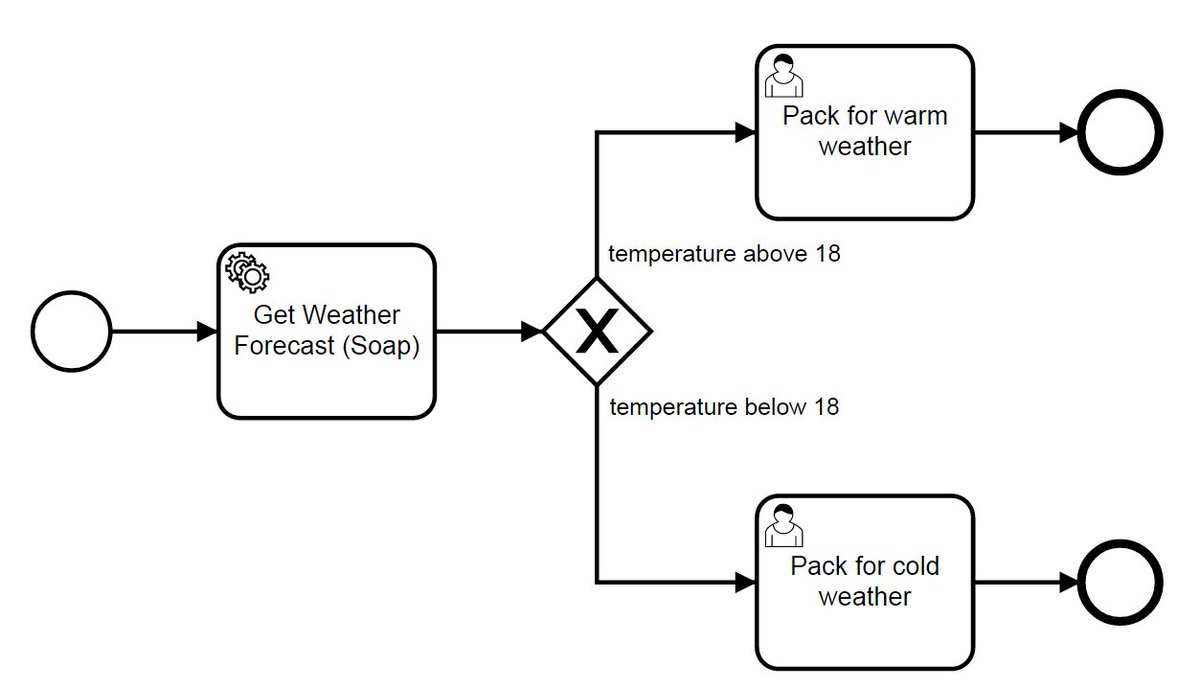 Pack for warm
weather
temperature above 18
Get Weather
Forecast (Soap)
temperature below 18
Pack for cold
weather